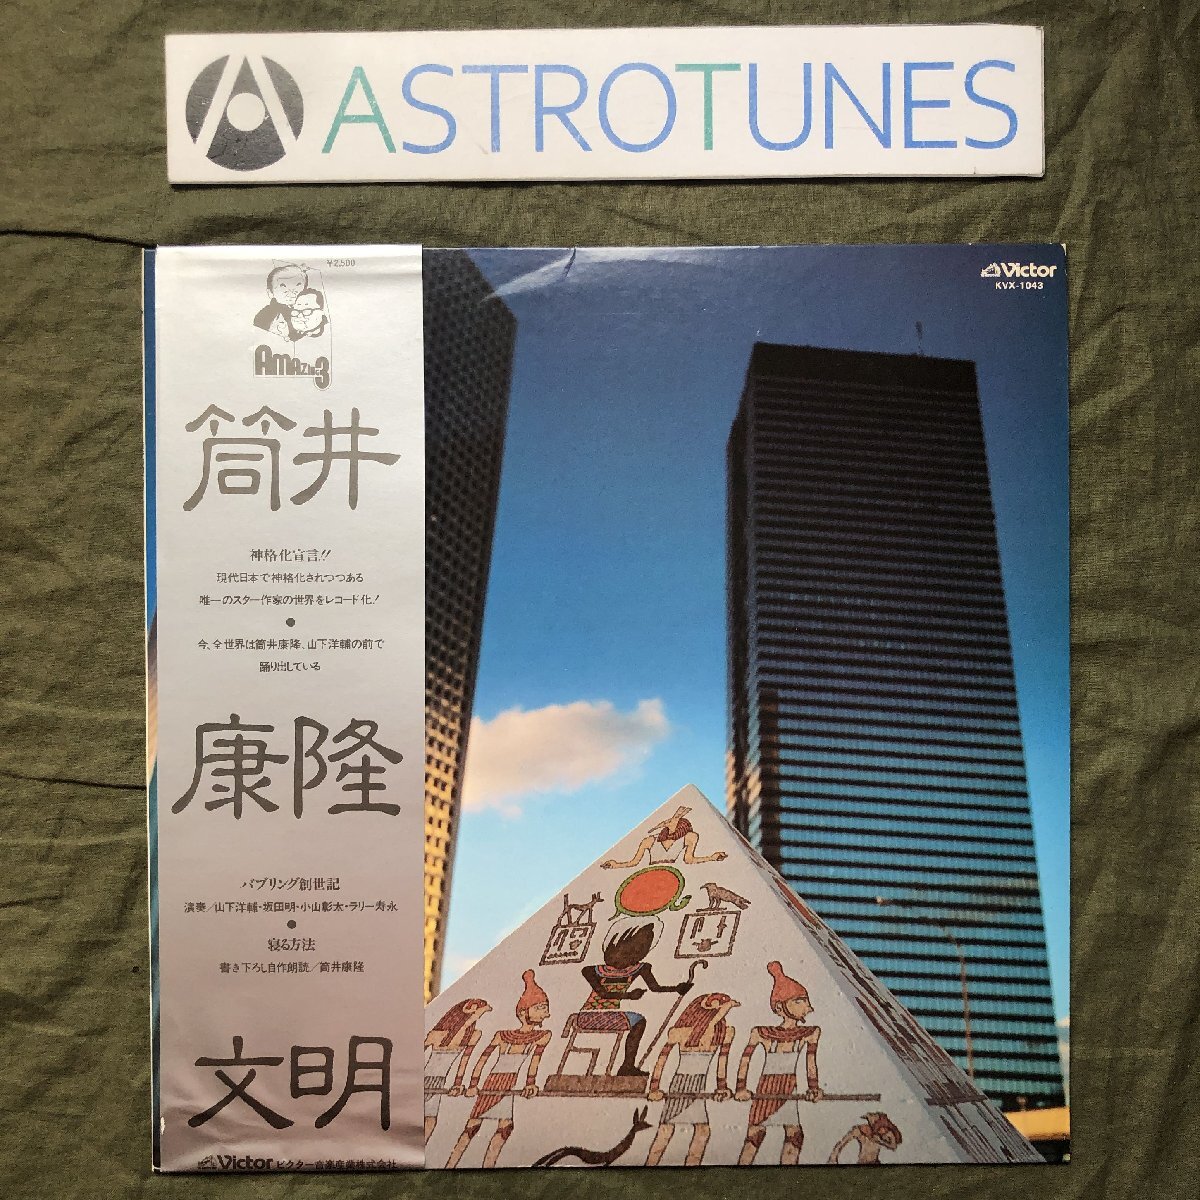 ASTROTUNES
Victor
KVX-1043
¥2,500
AMAZING 3
筒井
神格化宣言!!
現代日本で神格化されつつある
唯一のスター作家の世界をレコード化!
●
今、全世界は筒井康隆、山下洋輔の前で
踊り出している
康隆
バブリング創世記
演奏/山下洋輔・坂田明・小山彰太・ラリー寿永
●
寝る方法
書き下ろし自作朗読/筒井康隆
文明
Victor ビクター音楽産業株式会社